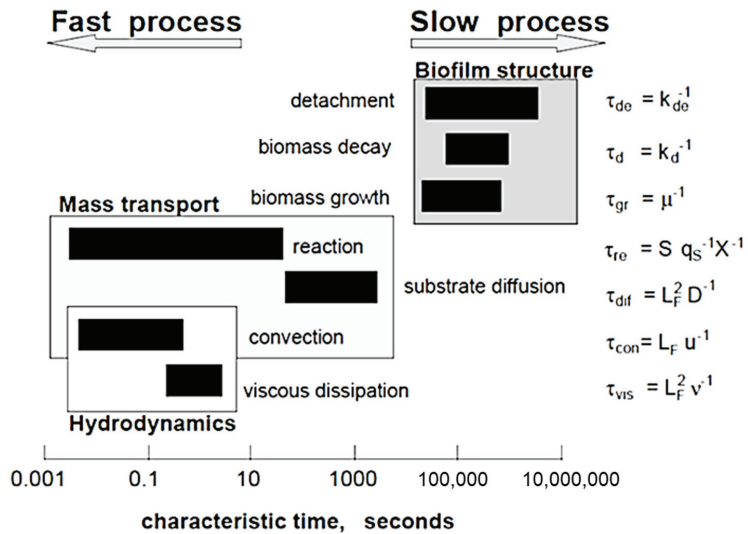 Fast process Slow process
Biofilm structure
detachment τde = kde⁻¹
biomass decay τd = kd⁻¹
biomass growth τgr = μ⁻¹
Mass transport
reaction τre = S qS⁻¹X⁻¹
substrate diffusion τdif = LF² D⁻¹
convection τcon= LF u⁻¹
viscous dissipation τvis = LF² ν⁻¹
Hydrodynamics
0.001 0.1 10 1000 100,000 10,000,000
characteristic time, seconds